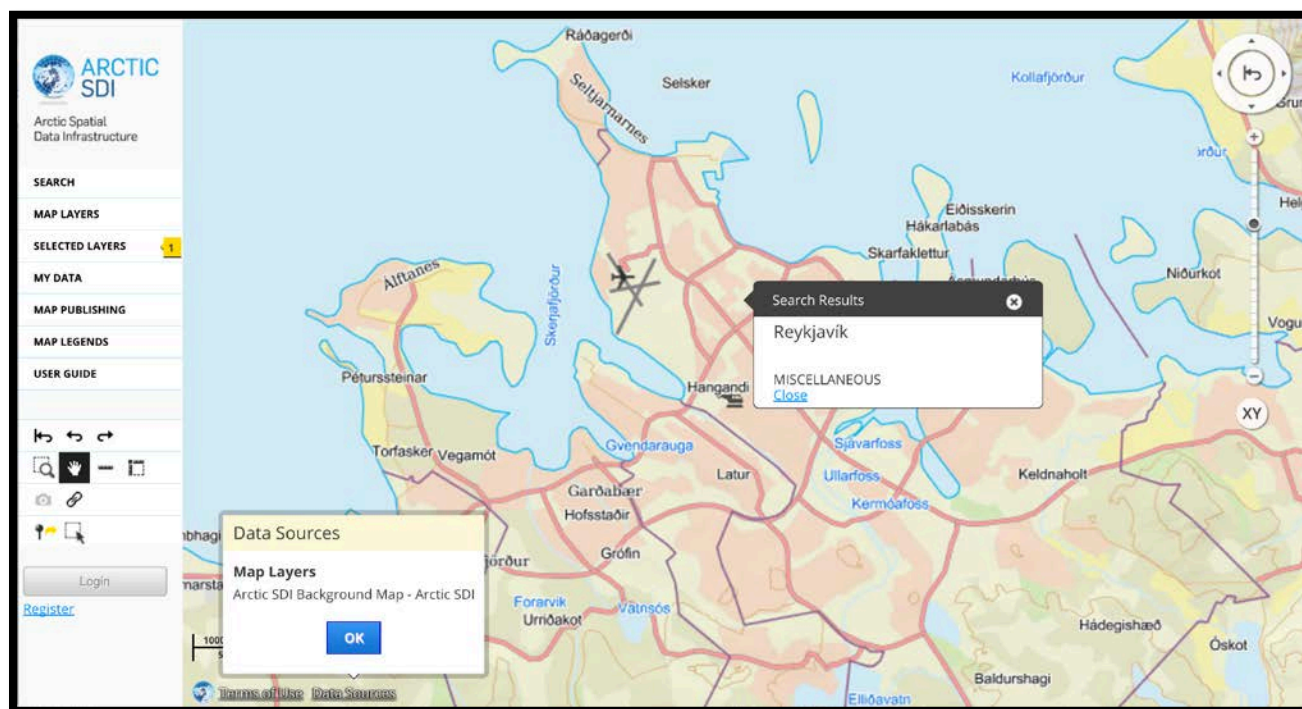 ARCTIC
SDI
Arctic Spatial
Data Infrastructure
SEARCH
MAP LAYERS
SELECTED LAYERS
1
MY DATA
MAP PUBLISHING
MAP LEGENDS
USER GUIDE
Login
Register
Ráðagerði
Seltjarnarnes
Selsker
Kollafjörður
Eiðisskerin
Hákarlabás
Skarfaklettur
Niðurkot
Álftanes
Skerjafjörður
Search Results
Reykjavík
MISCELLANEOUS
Close
XY
Péturssteinar
Hangandi
Torfasker
Vegamót
Gvendarauga
Sjávarfoss
Latur
Ullarfoss
Keldnaholt
Garðabær
Kermóafoss
Hofsstaðir
Grófin
Data Sources
Map Layers
Arctic SDI Background Map - Arctic SDI
OK
Forarvik
Vatnsós
Urriðakot
Hádegishæð
Óskot
Baldurshagi
Elliðavatn
Terms of Use Data Sources